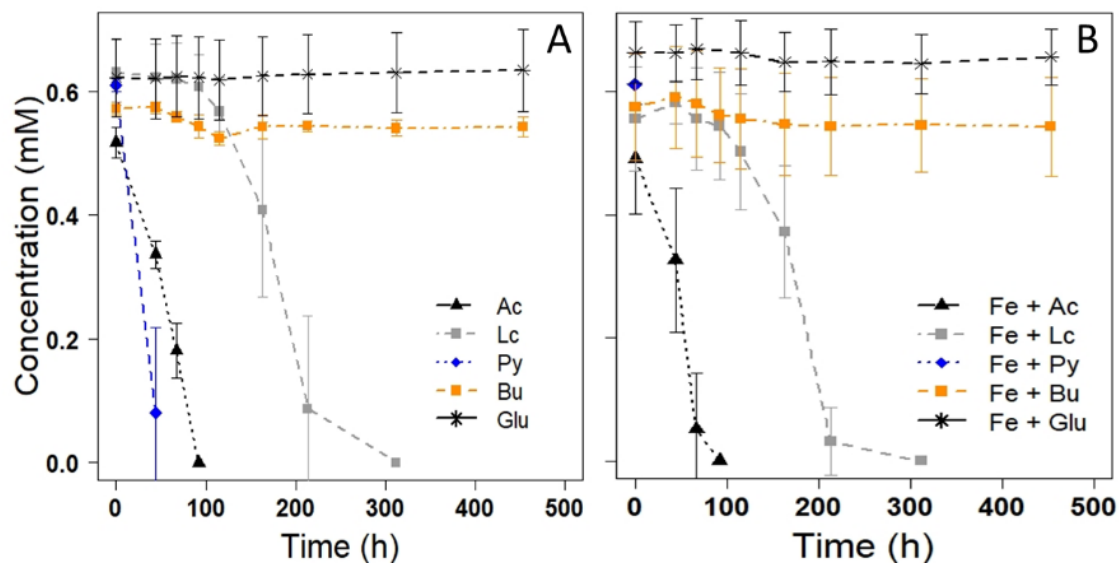 A
B
Concentration (mM)
0.6
0.4
0.2
0.0
Ac
Lc
Py
Bu
Glu
Fe + Ac
Fe + Lc
Fe + Py
Fe + Bu
Fe + Glu
0 100 200 300 400 500
0 100 200 300 400 500
Time (h)
Time (h)